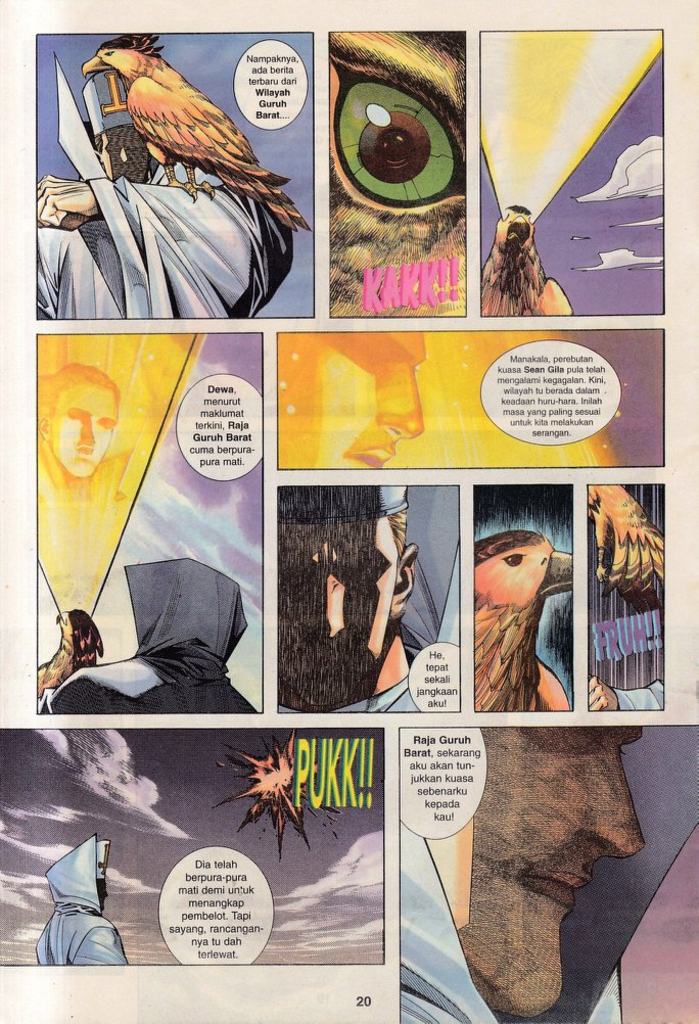 Nampaknya,
ada berita
terbaru dari
Wilayah
Guruh
Barat....
KAKK!!
Dewa,
menurut
maklumat
terkini, Raja
Guruh Barat
cuma berpura-
pura mati.
Manakala, perebutan
kuasa Sean Gila pula telah
mengalami kegagalan. Kini,
wilayah tu berada dalam
keadaan huru-hara. Inilah
masa yang paling sesuai
untuk kita melakukan
serangan.
He,
tepat
sekali
jangkaan
aku!
FRUH!!
PUKK!!
Dia telah
berpura-pura
mati demi untuk
menangkap
pembelot. Tapi
sayang, rancangan-
nya tu dah
terlewat.
Raja Guruh
Barat, sekarang
aku akan tun-
jukkan kuasa
sebenarku
kepada
kau!
20